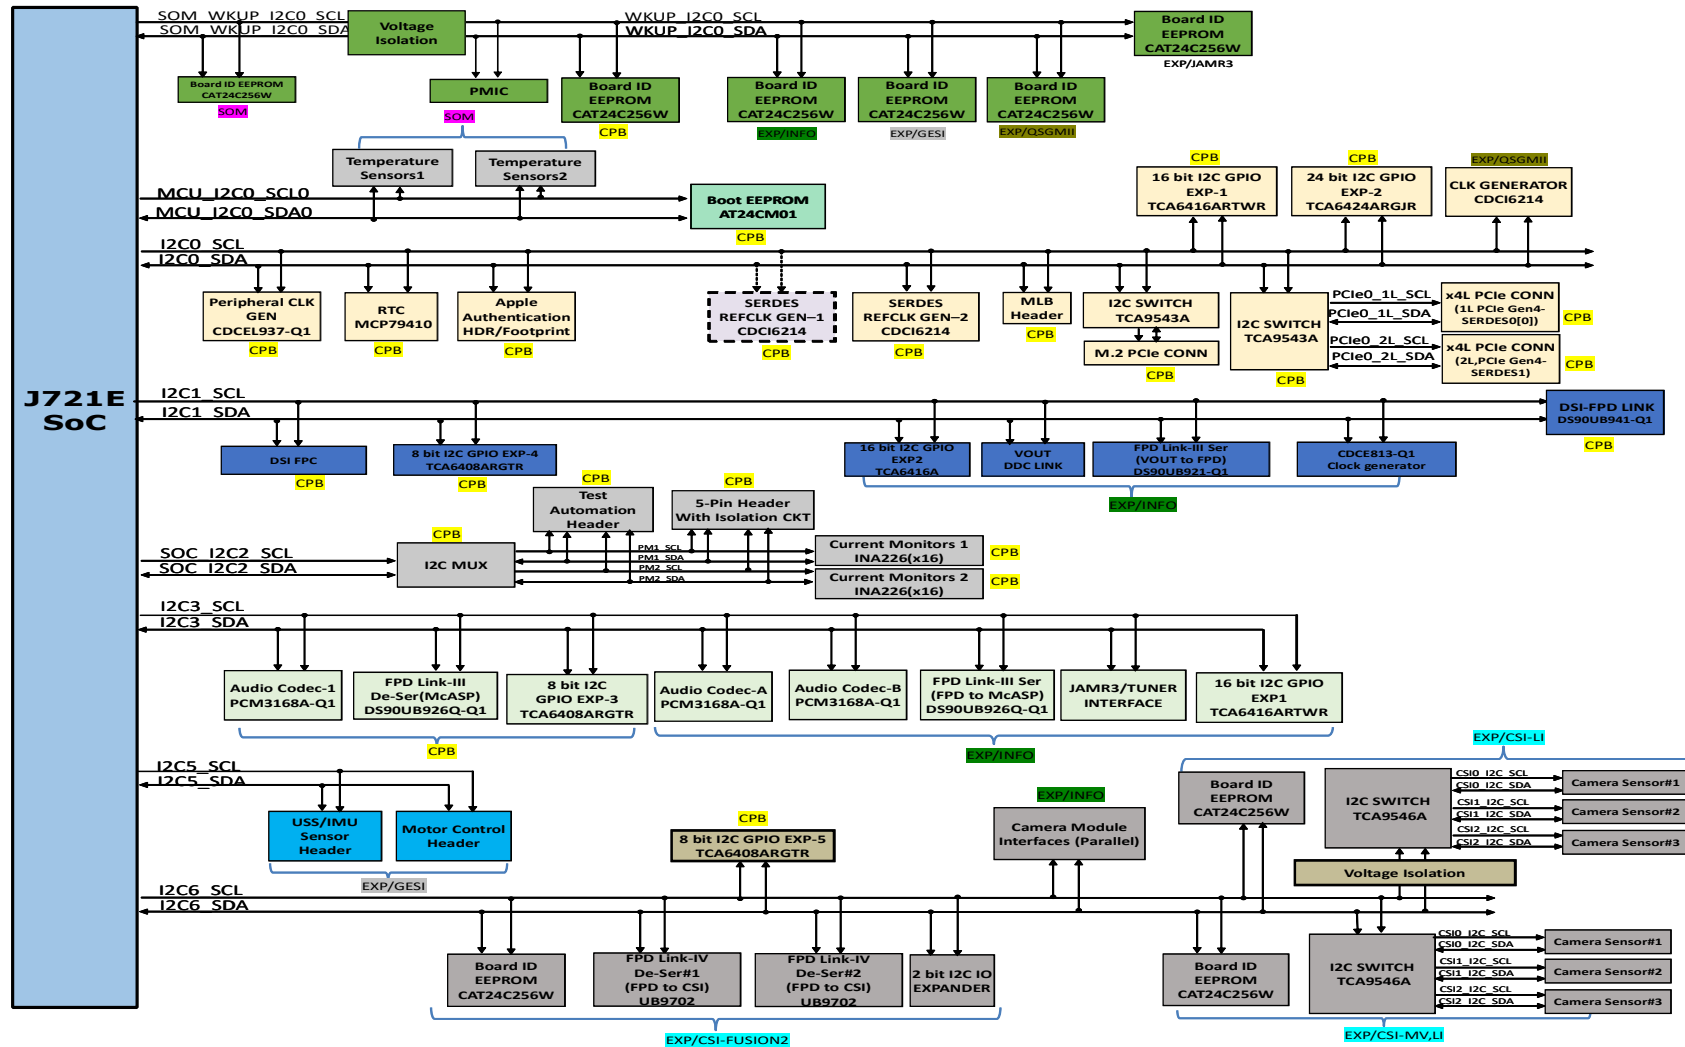 J721E
SoC
SOM_WKUP_I2C0_SCL
SOM_WKUP_I2C0_SDA
Voltage
Isolation
WKUP_I2C0_SCL
WKUP_I2C0_SDA
Board ID
EEPROM
CAT24C256W
EXP/JAMR3
Board ID EEPROM
CAT24C256W
SOM
PMIC
SOM
Board ID
EEPROM
CAT24C256W
CPB
Board ID
EEPROM
CAT24C256W
EXP/INFO
Board ID
EEPROM
CAT24C256W
EXP/GESI
Board ID
EEPROM
CAT24C256W
EXP/QSGMII
Temperature
Sensors1
Temperature
Sensors2
MCU_I2C0_SCL0
MCU_I2C0_SDA0
Boot EEPROM
AT24CM01
CPB
CPB
16 bit I2C GPIO
EXP-1
TCA6416ARTWR
CPB
24 bit I2C GPIO
EXP-2
TCA6424ARGJR
EXP/QSGMII
CLK GENERATOR
CDCI6214
I2C0_SCL
I2C0_SDA
Peripheral CLK
GEN
CDCEL937-Q1
CPB
RTC
MCP79410
CPB
Apple
Authentication
HDR/Footprint
CPB
SERDES
REFCLK GEN–1
CDCI6214
CPB
SERDES
REFCLK GEN–2
CDCI6214
CPB
MLB
Header
CPB
I2C SWITCH
TCA9543A
M.2 PCIe CONN
CPB
I2C SWITCH
TCA9543A
CPB
PCIe0_1L_SCL
PCIe0_1L_SDA
PCIe0_2L_SCL
PCIe0_2L_SDA
x4L PCIe CONN
(1L PCIe Gen4-
SERDES0[0])
CPB
x4L PCIe CONN
(2L,PCIe Gen4-
SERDES1)
CPB
I2C1_SCL
I2C1_SDA
DSI FPC
CPB
8 bit I2C GPIO EXP-4
TCA6408ARGTR
CPB
16 bit I2C GPIO
EXP2
TCA6416A
VOUT
DDC LINK
FPD Link-III Ser
(VOUT to FPD)
DS90UB921-Q1
CDCE813-Q1
Clock generator
EXP/INFO
DSI-FPD LINK
DS90UB941-Q1
CPB
SOC_I2C2_SCL
SOC_I2C2_SDA
CPB
I2C MUX
CPB
Test
Automation
Header
CPB
5-Pin Header
With Isolation CKT
PM1_SCL
PM1_SDA
PM2_SCL
PM2_SDA
Current Monitors 1
INA226(x16)
CPB
Current Monitors 2
INA226(x16)
CPB
I2C3_SCL
I2C3_SDA
Audio Codec-1
PCM3168A-Q1
FPD Link-III
De-Ser(McASP)
DS90UB926Q-Q1
8 bit I2C
GPIO EXP-3
TCA6408ARGTR
CPB
Audio Codec-A
PCM3168A-Q1
Audio Codec-B
PCM3168A-Q1
FPD Link-III Ser
(FPD to McASP)
DS90UB926Q-Q1
JAMR3/TUNER
INTERFACE
16 bit I2C GPIO
EXP1
TCA6416ARTWR
EXP/INFO
I2C5_SCL
I2C5_SDA
USS/IMU
Sensor
Header
Motor Control
Header
EXP/GESI
CPB
8 bit I2C GPIO EXP-5
TCA6408ARGTR
EXP/INFO
Camera Module
Interfaces (Parallel)
EXP/CSI-LI
Board ID
EEPROM
CAT24C256W
I2C SWITCH
TCA9546A
CSI0_I2C_SCL
CSI0_I2C_SDA
CSI1_I2C_SCL
CSI1_I2C_SDA
CSI2_I2C_SCL
CSI2_I2C_SDA
Camera Sensor#1
Camera Sensor#2
Camera Sensor#3
Voltage Isolation
I2C6_SCL
I2C6_SDA
Board ID
EEPROM
CAT24C256W
FPD Link-IV
De-Ser#1
(FPD to CSI)
UB9702
FPD Link-IV
De-Ser#2
(FPD to CSI)
UB9702
2 bit I2C IO
EXPANDER
EXP/CSI-FUSION2
Board ID
EEPROM
CAT24C256W
I2C SWITCH
TCA9546A
CSI0_I2C_SCL
CSI0_I2C_SDA
CSI1_I2C_SCL
CSI1_I2C_SDA
CSI2_I2C_SCL
CSI2_I2C_SDA
Camera Sensor#1
Camera Sensor#2
Camera Sensor#3
EXP/CSI-MV,LI